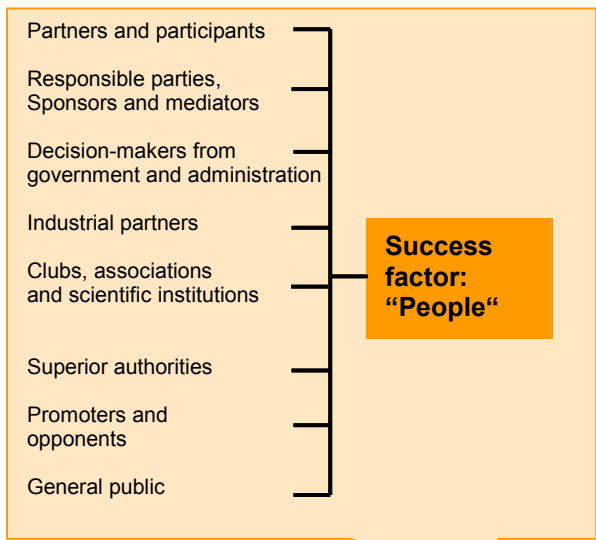 Partners and participants
Responsible parties,
Sponsors and mediators
Decision-makers from
government and administration
Industrial partners
Clubs, associations
and scientific institutions
Superior authorities
Promoters and
opponents
General public
Success
factor:
“People“